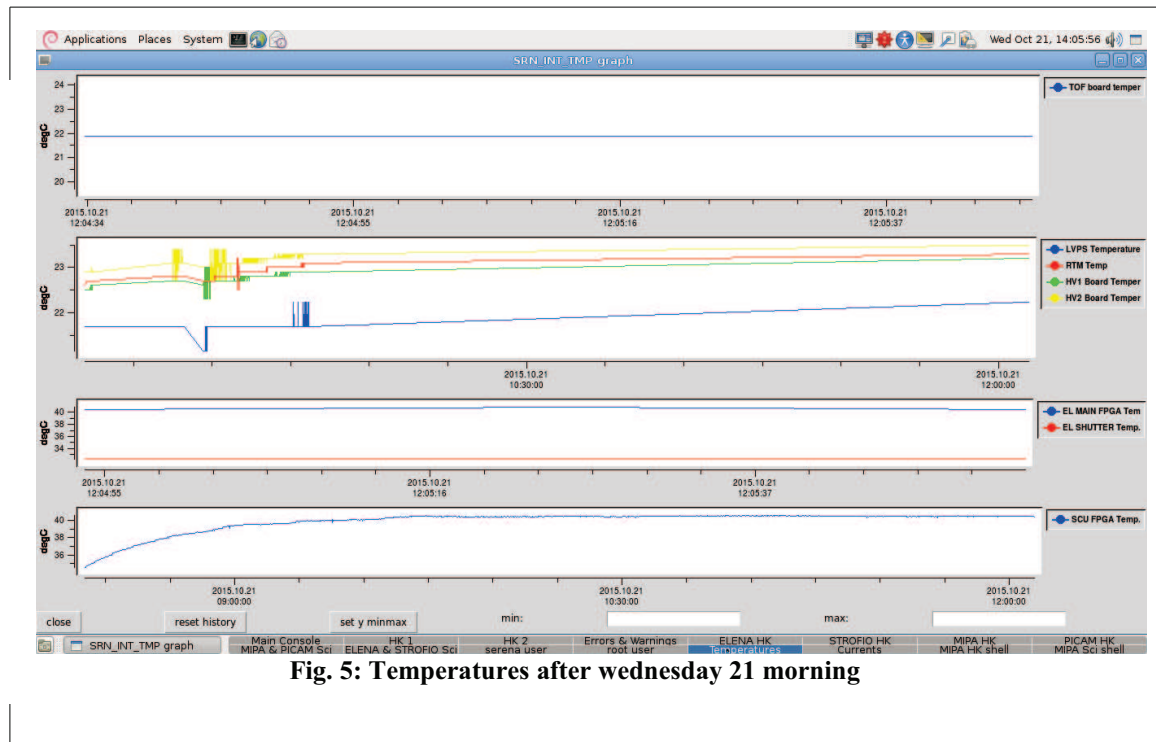 Applications Places System Wed Oct 21, 14:05:56
SRN_INT_TMP graph
TOF board temper
degC
24
23
22
21
20
2015.10.21 2015.10.21 2015.10.21 2015.10.21
12:04:34 12:04:55 12:05:16 12:05:37
LVPS Temperature
RTM Temp
HV1 Board Temper
HV2 Board Temper
degC
23
22
2015.10.21 2015.10.21
10:30:00 12:00:00
EL MAIN FPGA Tem
EL SHUTTER Temp.
degC
40
38
36
34
2015.10.21 2015.10.21 2015.10.21
12:04:55 12:05:16 12:05:37
SCU FPGA Temp.
degC
40
38
36
2015.10.21 2015.10.21 2015.10.21
09:00:00 10:30:00 12:00:00
close reset history set y minmax min: max:
SRN_INT_TMP graph
Main Console HK 1 HK 2 Errors & Warnings ELENA HK STROFIO HK MIPA HK PICAM HK
MIPA & PICAM Sci ELENA & STROFIO Sci serena user root user Temperatures Currents MIPA HK shell MIPA Sci shell
Fig. 5: Temperatures after wednesday 21 morning